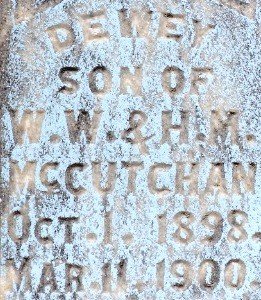 DEWEY
SON OF
W.W. & H.M.
MCCUTCHAN
OCT. 1. 1898.
MAR. 11. 1900